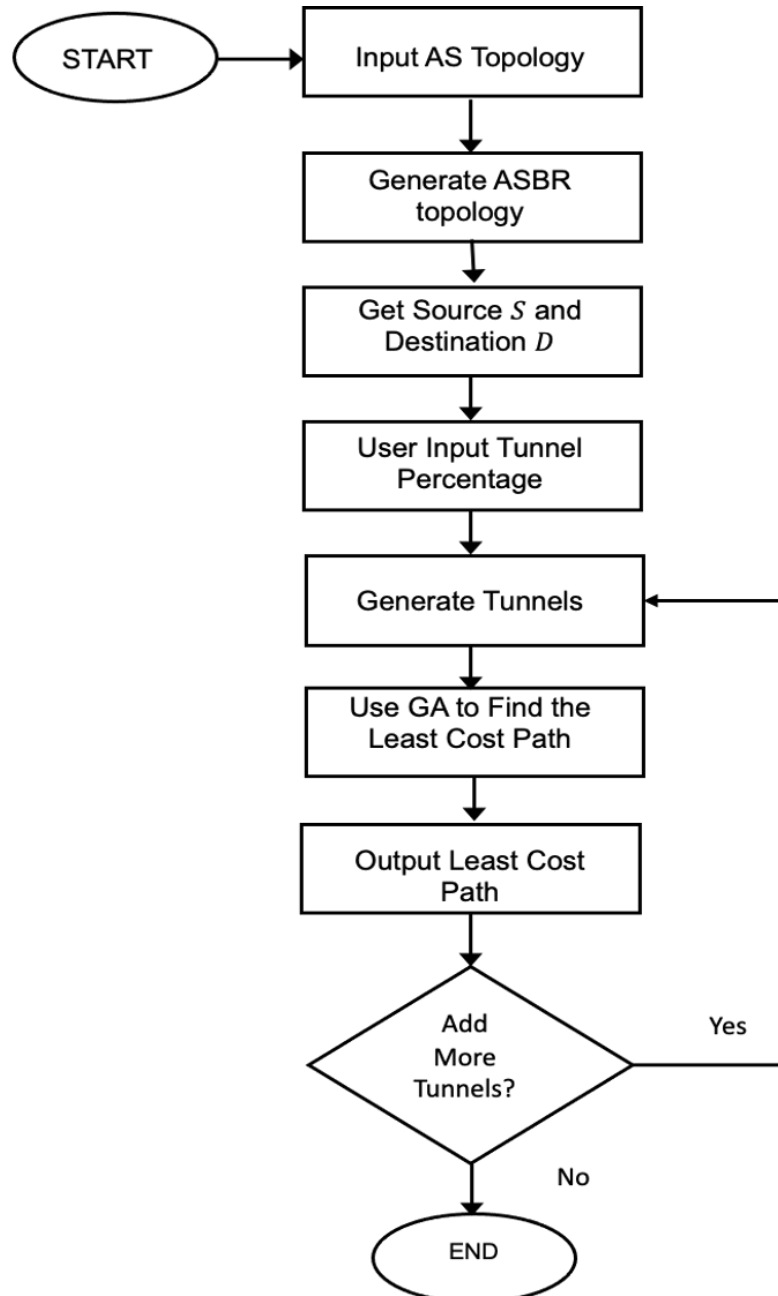 START
Input AS Topology
Generate ASBR
topology
Get Source S and
Destination D
User Input Tunnel
Percentage
Generate Tunnels
Use GA to Find the
Least Cost Path
Output Least Cost
Path
Add
More
Tunnels?
Yes
No
END